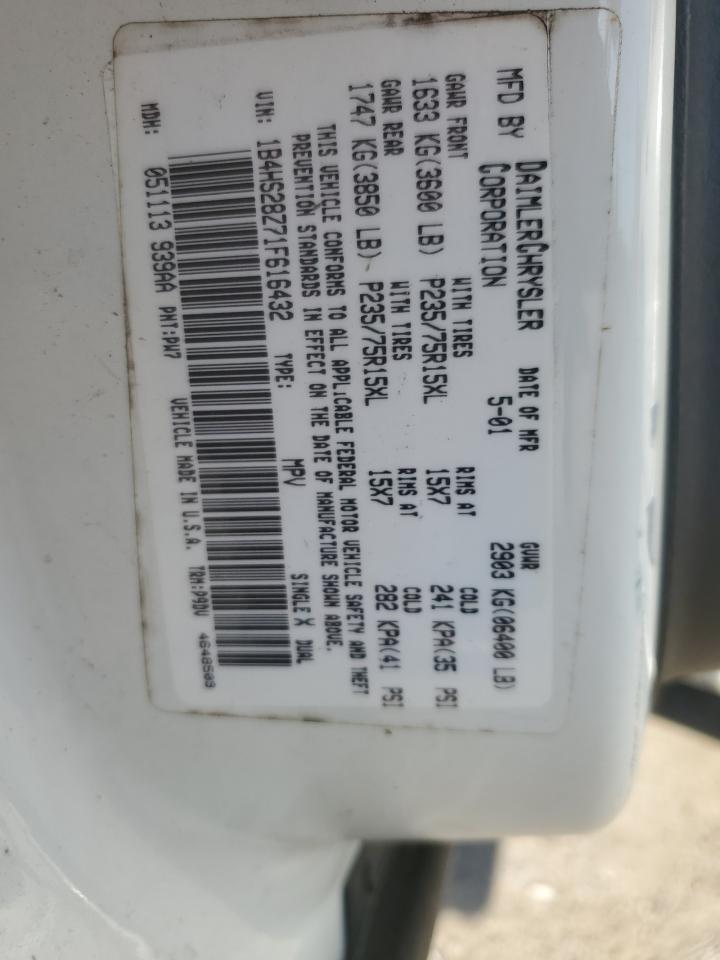 MFD BY DAIMLERCHRYSLER CORPORATION DATE OF MFR 5-01 GVWR 2903 KG(06400 LB)
GAWR FRONT WITH TIRES RIMS AT COLD
1633 KG(3600 LB) P235/75R15XL 15X7 241 KPA(35 PSI
GAWR REAR WITH TIRES RIMS AT COLD
1747 KG(3850 LB) P235/75R15XL 15X7 282 KPA(41 PSI
THIS VEHICLE CONFORMS TO ALL APPLICABLE FEDERAL MOTOR VEHICLE SAFETY AND THEFT
PREVENTION STANDARDS IN EFFECT ON THE DATE OF MANUFACTURE SHOWN ABOVE.
VIN: 1B4HS28Z71F616432 TYPE: MPV SINGLE X DUAL
MDH: 051113 939AA PNT:PW7 VEHICLE MADE IN U.S.A. TRM:P9DV 4648503